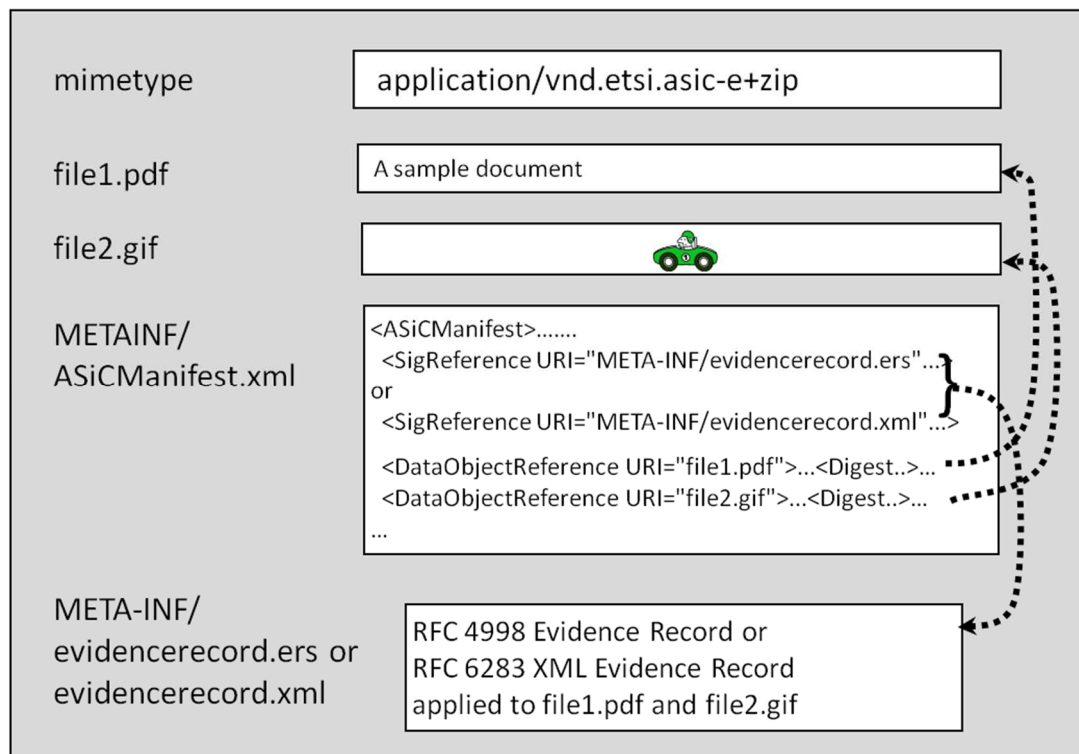 mimetype
application/vnd.etsi.asic-e+zip
file1.pdf
A sample document
file2.gif
1
METAINF/
ASiCManifest.xml
<ASiCManifest>.......
<SigReference URI="META-INF/evidencerecord.ers"...>
or
<SigReference URI="META-INF/evidencerecord.xml"...>
<DataObjectReference URI="file1.pdf">...<Digest..>...
<DataObjectReference URI="file2.gif">...<Digest..>...
...
META-INF/
evidencerecord.ers or
evidencerecord.xml
RFC 4998 Evidence Record or
RFC 6283 XML Evidence Record
applied to file1.pdf and file2.gif